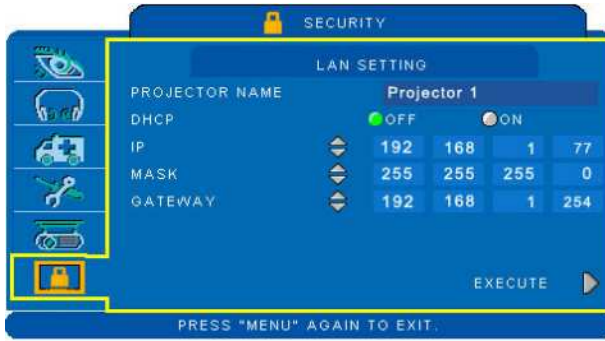 SECURITY
LAN SETTING
PROJECTOR NAME Projector 1
DHCP OFF ON
IP 192 168 1 77
MASK 255 255 255 0
GATEWAY 192 168 1 254
EXECUTE
PRESS "MENU" AGAIN TO EXIT.